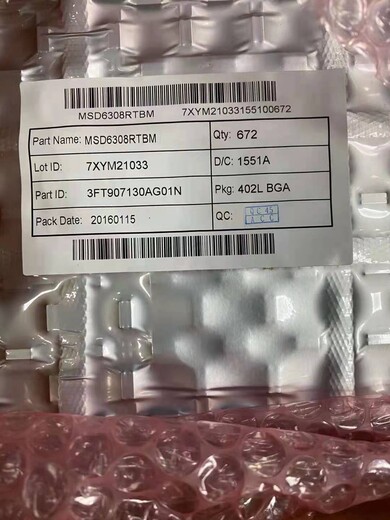 MSD6308RTBM 7XYM21033155100672
Part Name: MSD6308RTBM Qty: 672
Lot ID: 7XYM21033 D/C: 1551A
Part ID: 3FT907130AG01N Pkg: 402L BGA
Pack Date: 20160115 QC: